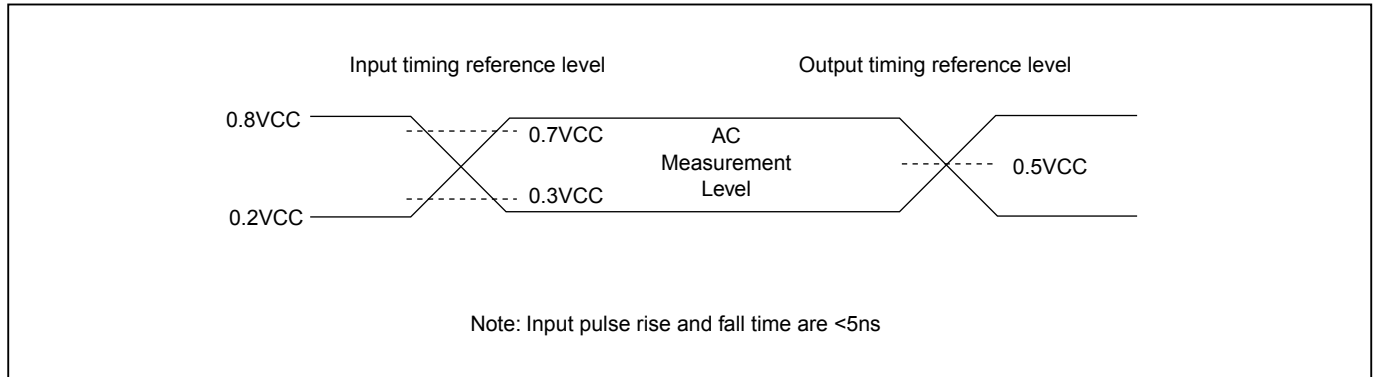 Input timing reference level
Output timing reference level
0.8VCC
0.7VCC
AC
Measurement
Level
0.5VCC
0.3VCC
0.2VCC
Note: Input pulse rise and fall time are <5ns